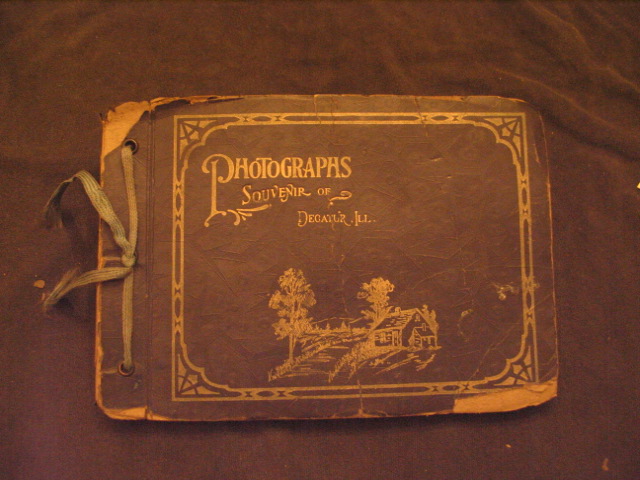 PHOTOGRAPHS
SOUVENIR OF
DECATUR, ILL.